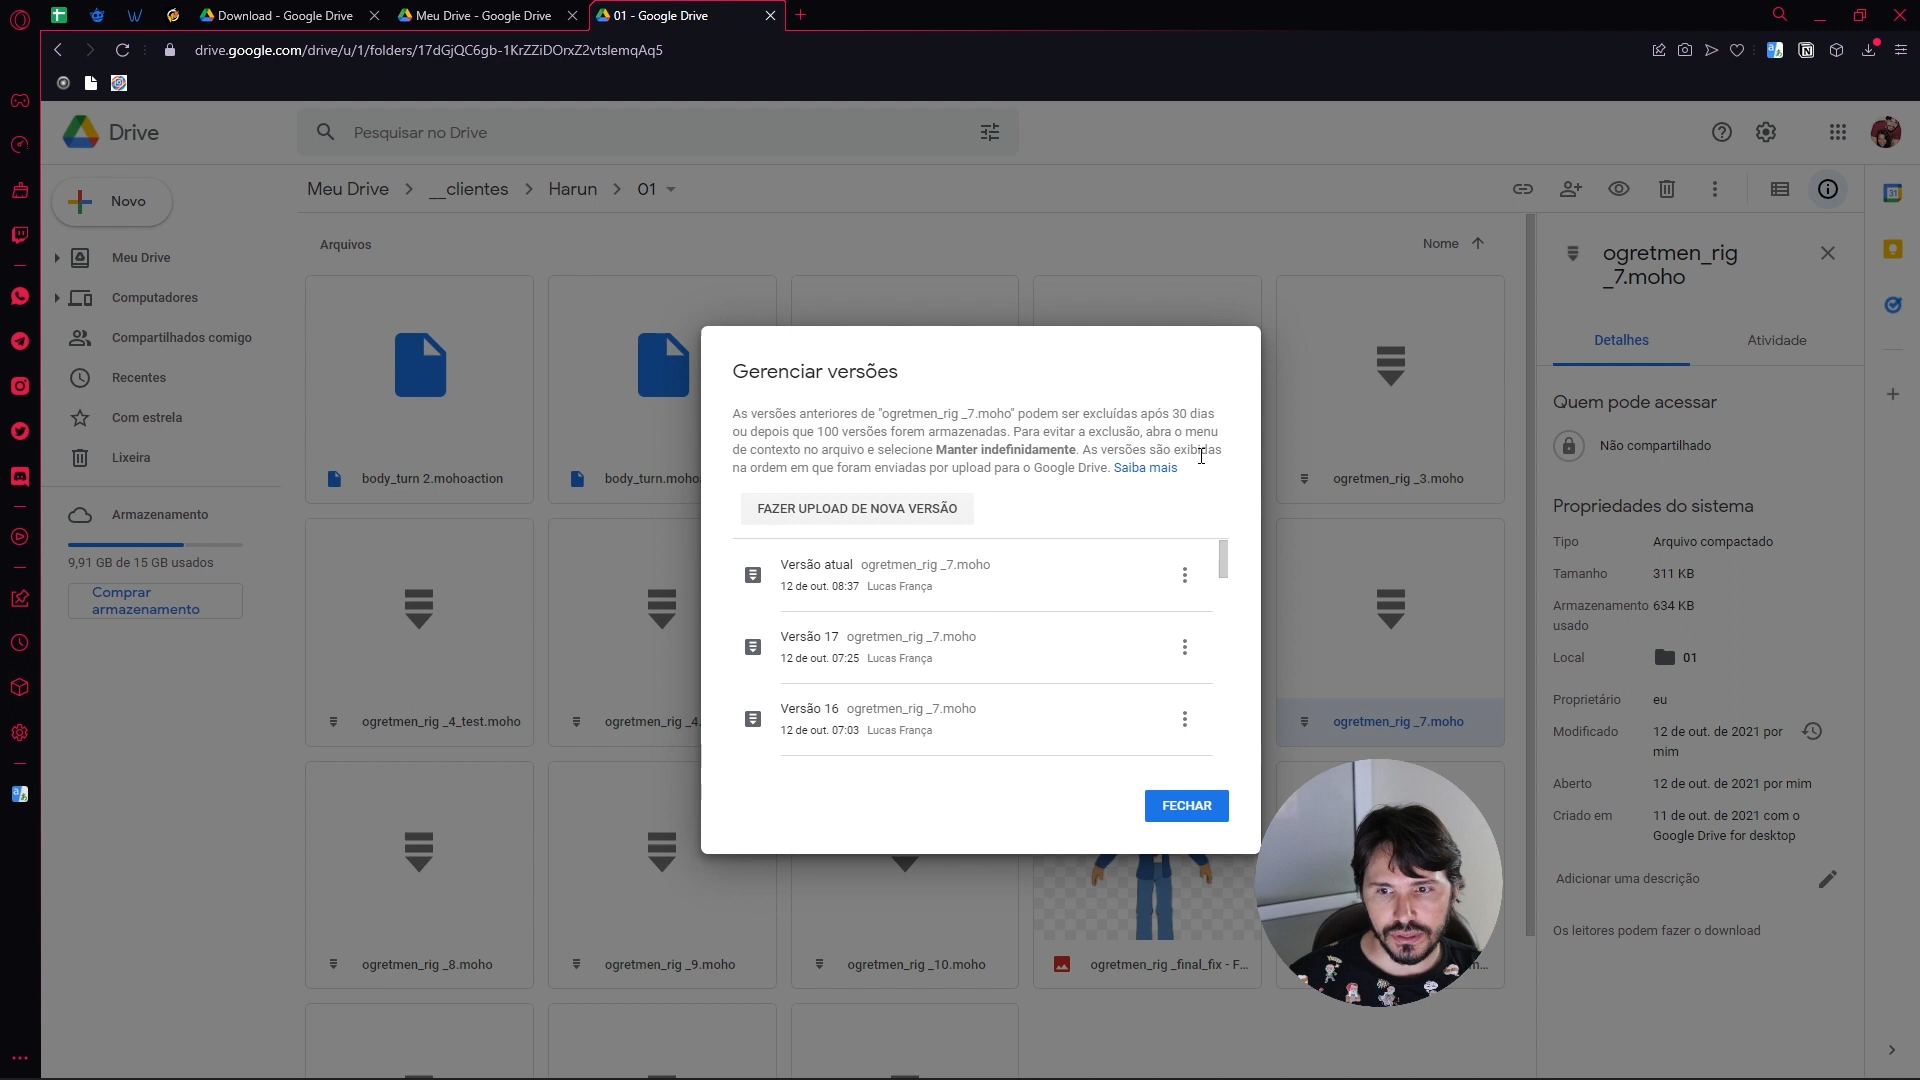 Download - Google Drive
Meu Drive - Google Drive
01 - Google Drive
drive.google.com/drive/u/1/folders/17dGjQC6gb-1KrZZiDOrxZ2vtslemqAq5
Drive
Pesquisar no Drive
Novo
Meu Drive
__clientes
Harun
01
Meu Drive
Computadores
Compartilhados comigo
Recentes
Com estrela
Lixeira
Armazenamento
9,91 GB de 15 GB usados
Comprar
armazenamento
Arquivos
Nome
body_turn 2.mohoaction
body_turn.moho
ogretmen_rig _3.moho
ogretmen_rig _4_test.moho
ogretmen_rig _4.
ogretmen_rig _7.moho
ogretmen_rig _8.moho
ogretmen_rig _9.moho
ogretmen_rig _10.moho
ogretmen_rig _final_fix - F...
m...
Gerenciar versões
As versões anteriores de "ogretmen_rig _7.moho" podem ser excluídas após 30 dias
ou depois que 100 versões forem armazenadas. Para evitar a exclusão, abra o menu
de contexto no arquivo e selecione Manter indefinidamente. As versões são exibidas
na ordem em que foram enviadas por upload para o Google Drive. Saiba mais
FAZER UPLOAD DE NOVA VERSÃO
Versão atual ogretmen_rig _7.moho
12 de out. 08:37 Lucas França
Versão 17 ogretmen_rig _7.moho
12 de out. 07:25 Lucas França
Versão 16 ogretmen_rig _7.moho
12 de out. 07:03 Lucas França
FECHAR
ogretmen_rig
_7.moho
Detalhes
Atividade
Quem pode acessar
Não compartilhado
Propriedades do sistema
Tipo Arquivo compactado
Tamanho 311 KB
Armazenamento 634 KB
usado
Local 01
Proprietário eu
Modificado 12 de out. de 2021 por
mim
Aberto 12 de out. de 2021 por mim
Criado em 11 de out. de 2021 com o
Google Drive for desktop
Adicionar uma descrição
Os leitores podem fazer o download
31